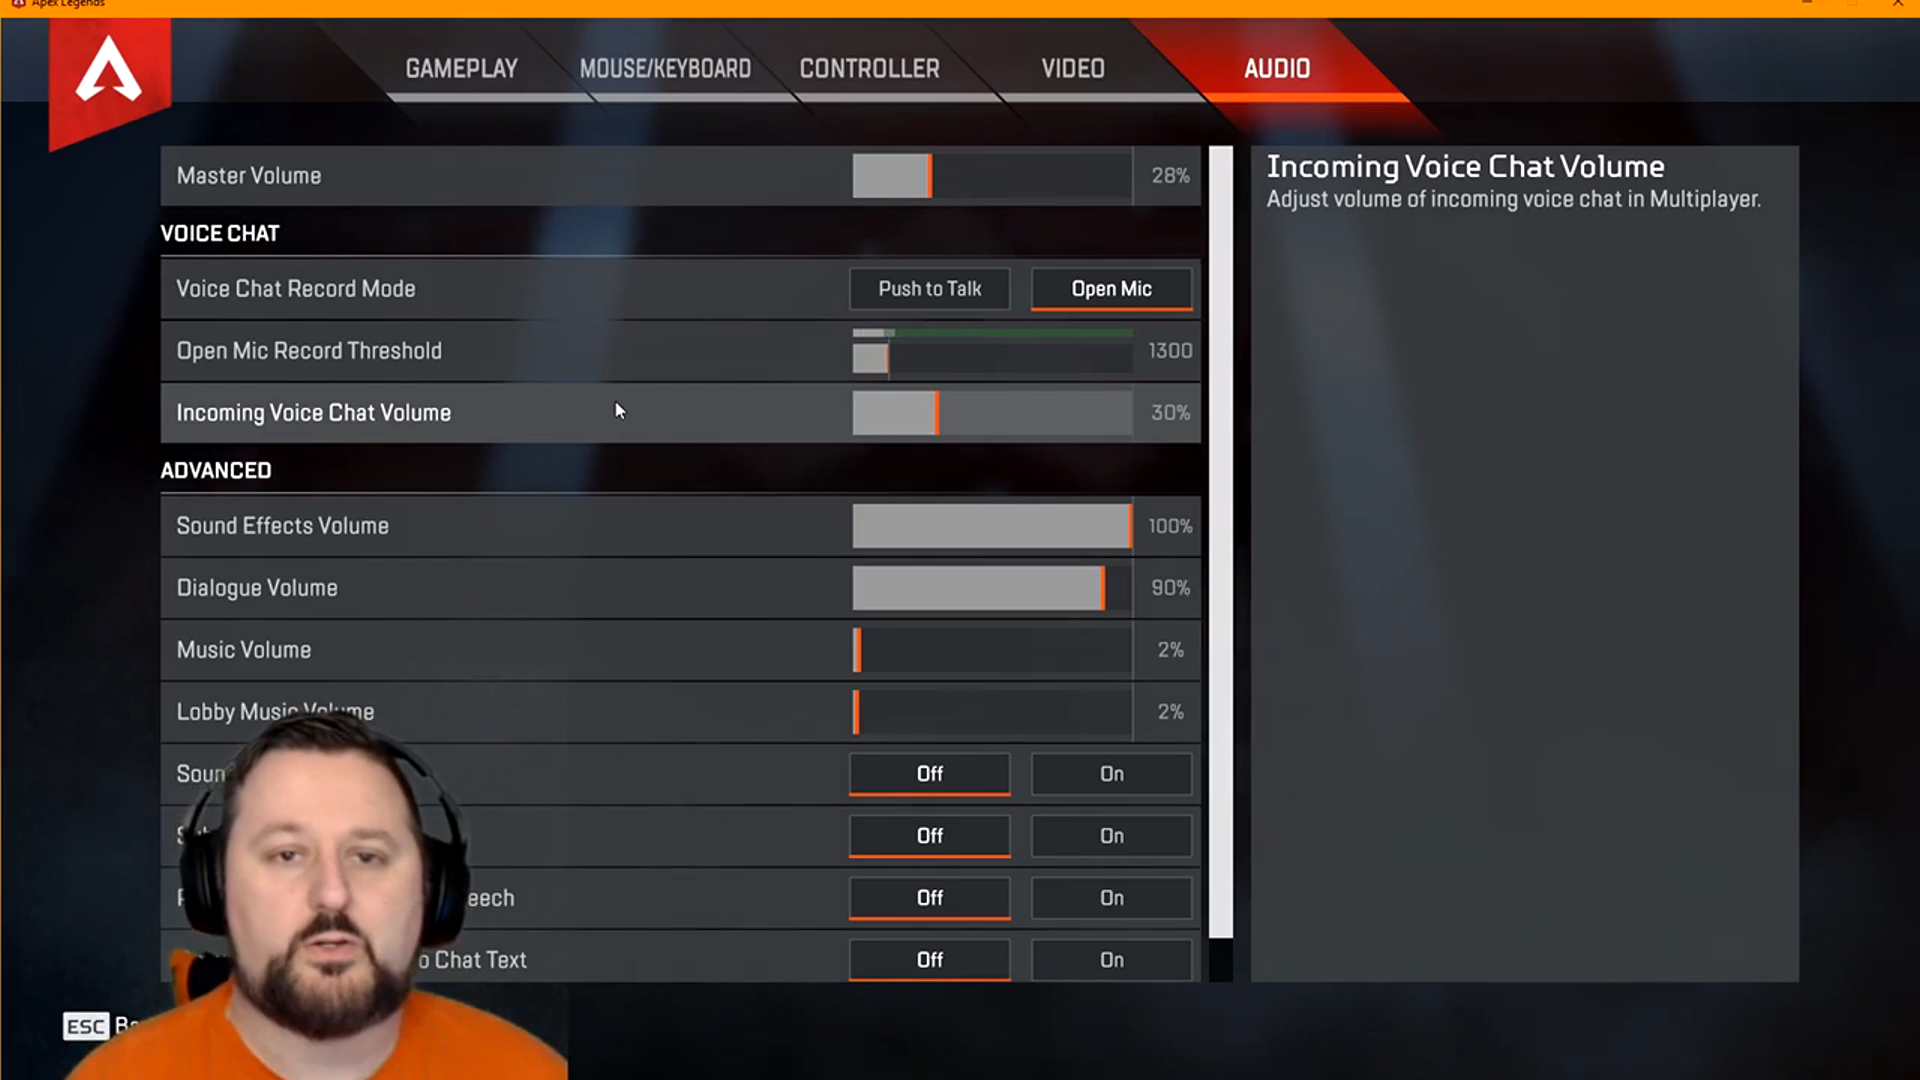 Apex Legends
GAMEPLAY
MOUSE/KEYBOARD
CONTROLLER
VIDEO
AUDIO
Master Volume
28%
VOICE CHAT
Voice Chat Record Mode
Push to Talk
Open Mic
Open Mic Record Threshold
1300
Incoming Voice Chat Volume
30%
ADVANCED
Sound Effects Volume
100%
Dialogue Volume
90%
Music Volume
2%
Lobby Music Volume
2%
Off
On
Off
On
Off
On
Chat Text
Off
On
ESC
Incoming Voice Chat Volume
Adjust volume of incoming voice chat in Multiplayer.